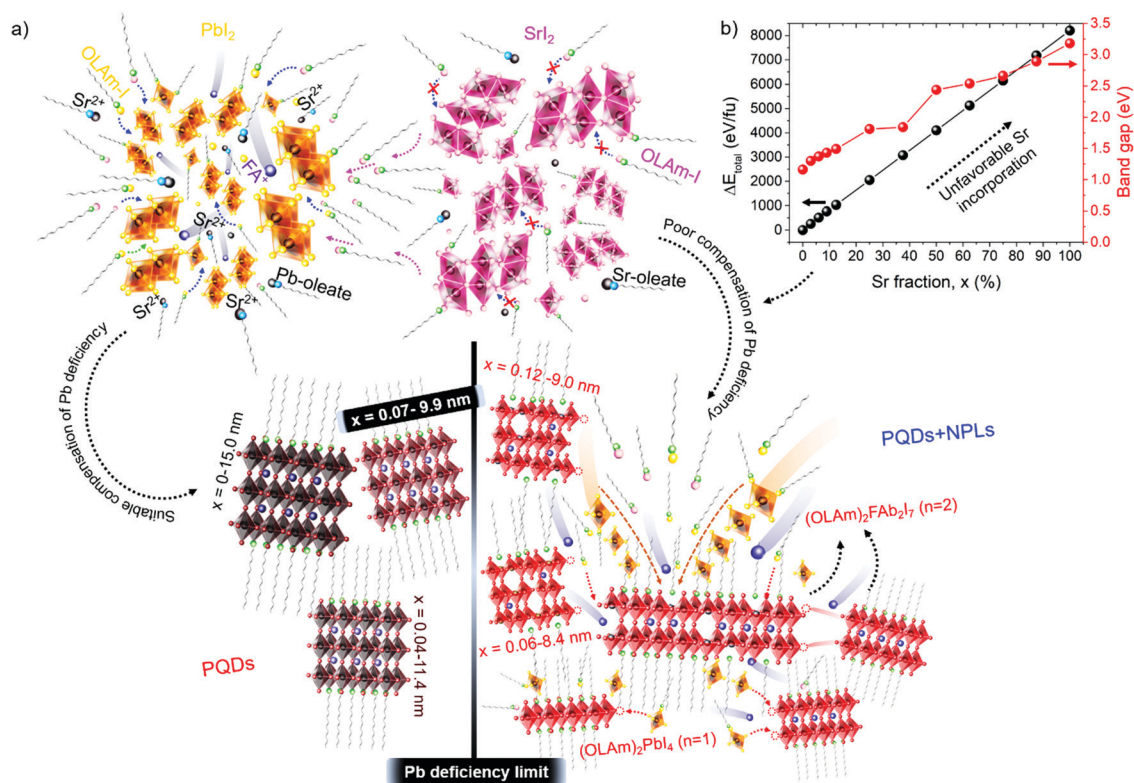 a)
PbI₂
OLAm-I
Sr²⁺
Sr²⁺
FA⁺
Sr²⁺
Sr²⁺
Sr²⁺
Pb-oleate
SrI₂
OLAm-I
Sr-oleate
b)
8000
7000
6000
5000
4000
3000
2000
1000
0
ΔE_total (eV/fu)
3.5
3.0
2.5
2.0
1.5
1.0
0.5
0.0
Band gap (eV)
Unfavorable Sr
incorporation
0 10 20 30 40 50 60 70 80 90 100
Sr fraction, x (%)
Suitable compensation of Pb deficiency
Poor compensation of Pb deficiency
x = 0-15.0 nm
x = 0.07- 9.9 nm
x = 0.04-11.4 nm
PQDs
x = 0.12 -9.0 nm
PQDs+NPLs
(OLAm)₂FAb₂I₇ (n=2)
x = 0.06-8.4 nm
(OLAm)₂PbI₄ (n=1)
Pb deficiency limit